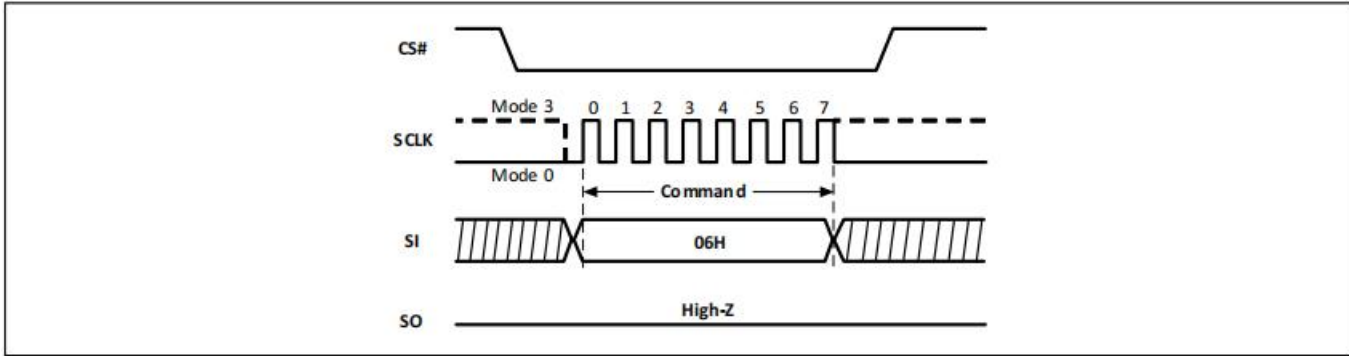 CS#
Mode 3 0 1 2 3 4 5 6 7
SCLK
Mode 0
Command
SI 06H
High-Z
SO